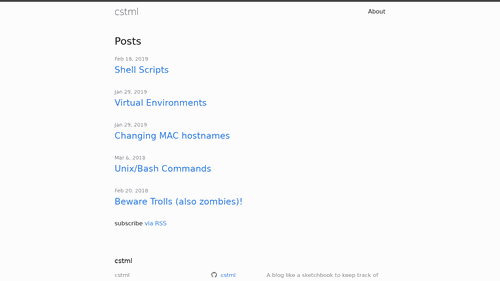 cstml
About
Posts
Feb 18, 2019
Shell Scripts
Jan 29, 2019
Virtual Environments
Jan 29, 2019
Changing MAC hostnames
Mar 6, 2018
Unix/Bash Commands
Feb 20, 2018
Beware Trolls (also zombies)!
subscribe via RSS
cstml
cstml
cstml
A blog like a sketchbook to keep track of